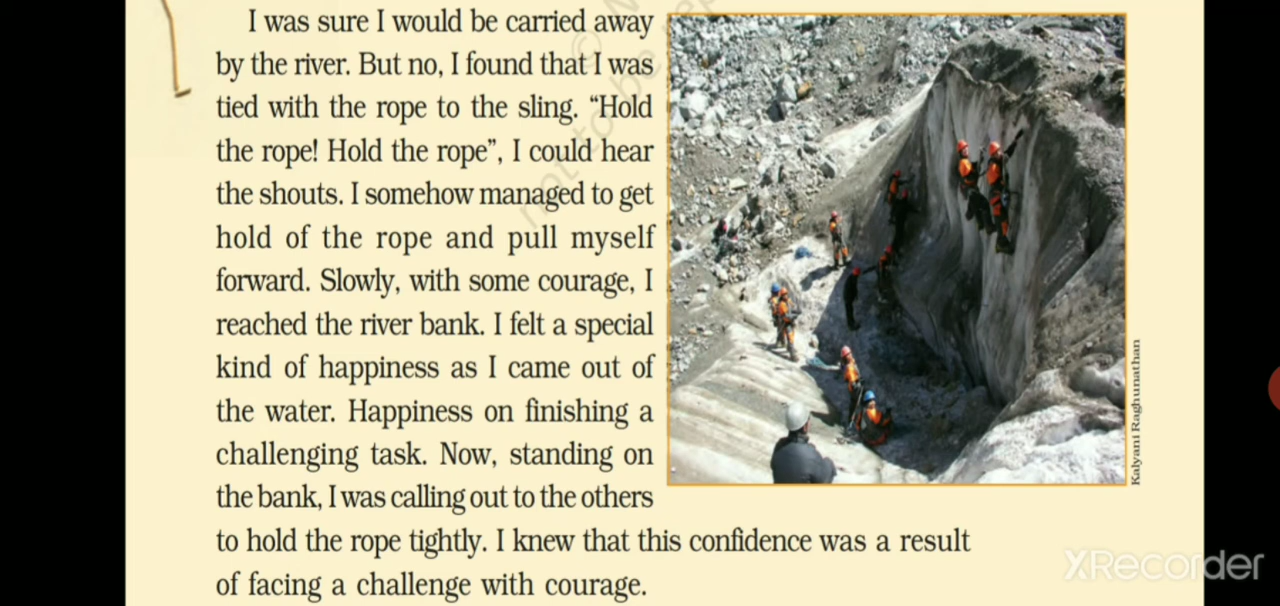 I was sure I would be carried away
by the river. But no, I found that I was
tied with the rope to the sling. “Hold
the rope! Hold the rope”, I could hear
the shouts. I somehow managed to get
hold of the rope and pull myself
forward. Slowly, with some courage, I
reached the river bank. I felt a special
kind of happiness as I came out of
the water. Happiness on finishing a
challenging task. Now, standing on
the bank, I was calling out to the others
to hold the rope tightly. I knew that this confidence was a result
of facing a challenge with courage.
Kalyani Raghunathan
© N
not to be rep
XRecorder